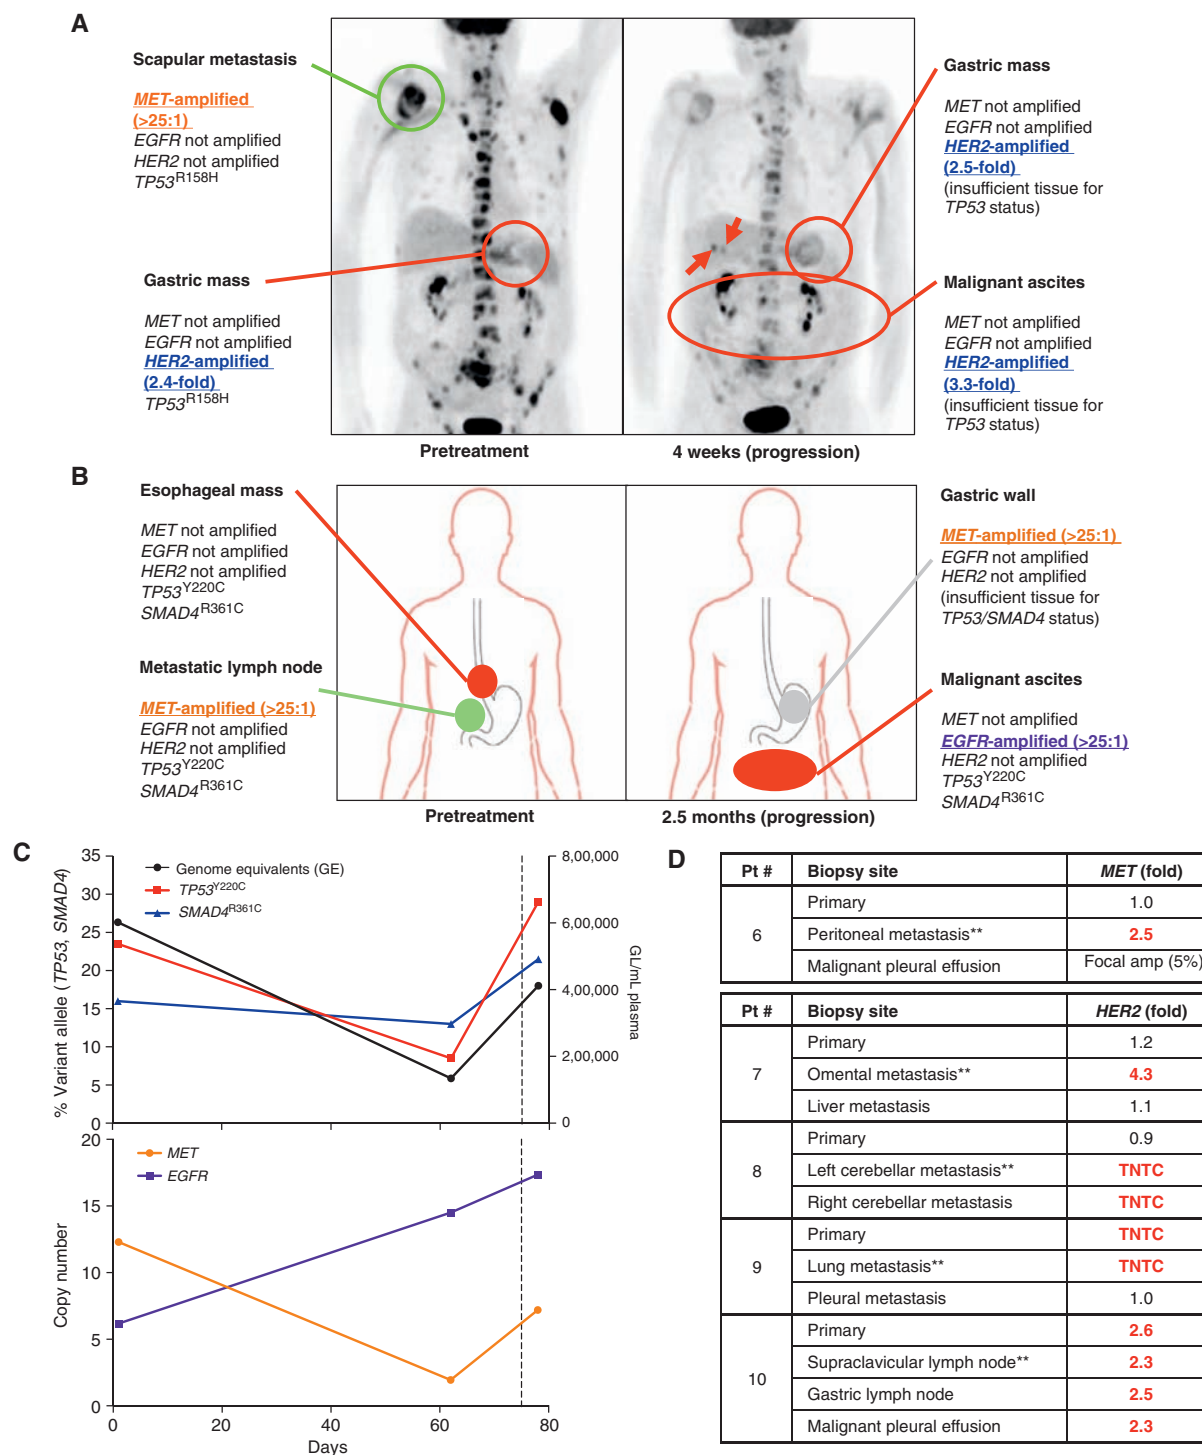 A
Scapular metastasis
MET-amplified
(>25:1)
EGFR not amplified
HER2 not amplified
TP53R158H
Gastric mass
MET not amplified
EGFR not amplified
HER2-amplified
(2.4-fold)
TP53R158H
Gastric mass
MET not amplified
EGFR not amplified
HER2-amplified
(2.5-fold)
(insufficient tissue for
TP53 status)
Malignant ascites
MET not amplified
EGFR not amplified
HER2-amplified
(3.3-fold)
(insufficient tissue for
TP53 status)
Pretreatment
4 weeks (progression)
B
Esophageal mass
MET not amplified
EGFR not amplified
HER2 not amplified
TP53Y220C
SMAD4R361C
Metastatic lymph node
MET-amplified (>25:1)
EGFR not amplified
HER2 not amplified
TP53Y220C
SMAD4R361C
Gastric wall
MET-amplified (>25:1)
EGFR not amplified
HER2 not amplified
(insufficient tissue for
TP53/SMAD4 status)
Malignant ascites
MET not amplified
EGFR-amplified (>25:1)
HER2 not amplified
TP53Y220C
SMAD4R361C
Pretreatment
2.5 months (progression)
C
% Variant allele (TP53, SMAD4)
35
30
25
20
15
10
5
0
Genome equivalents (GE)
TP53Y220C
SMAD4R361C
8,00,000
6,00,000
4,00,000
2,00,000
0
GL/mL plasma
Copy number
20
15
10
5
0
MET
EGFR
0
20
40
60
80
Days
D
Pt # Biopsy site MET (fold)
6
Primary 1.0
Peritoneal metastasis** 2.5
Malignant pleural effusion Focal amp (5%)
Pt # Biopsy site HER2 (fold)
7
Primary 1.2
Omental metastasis** 4.3
Liver metastasis 1.1
8
Primary 0.9
Left cerebellar metastasis** TNTC
Right cerebellar metastasis TNTC
9
Primary TNTC
Lung metastasis** TNTC
Pleural metastasis 1.0
10
Primary 2.6
Supraclavicular lymph node** 2.3
Gastric lymph node 2.5
Malignant pleural effusion 2.3